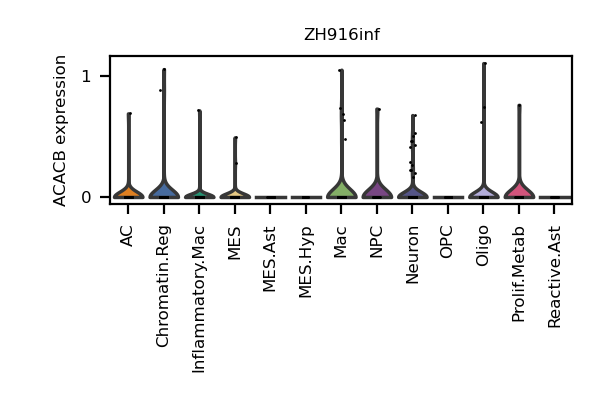 ZH916inf
ACACB expression
1
0
AC
Chromatin.Reg
Inflammatory.Mac
MES
MES.Ast
MES.Hyp
Mac
NPC
Neuron
OPC
Oligo
Prolif.Metab
Reactive.Ast